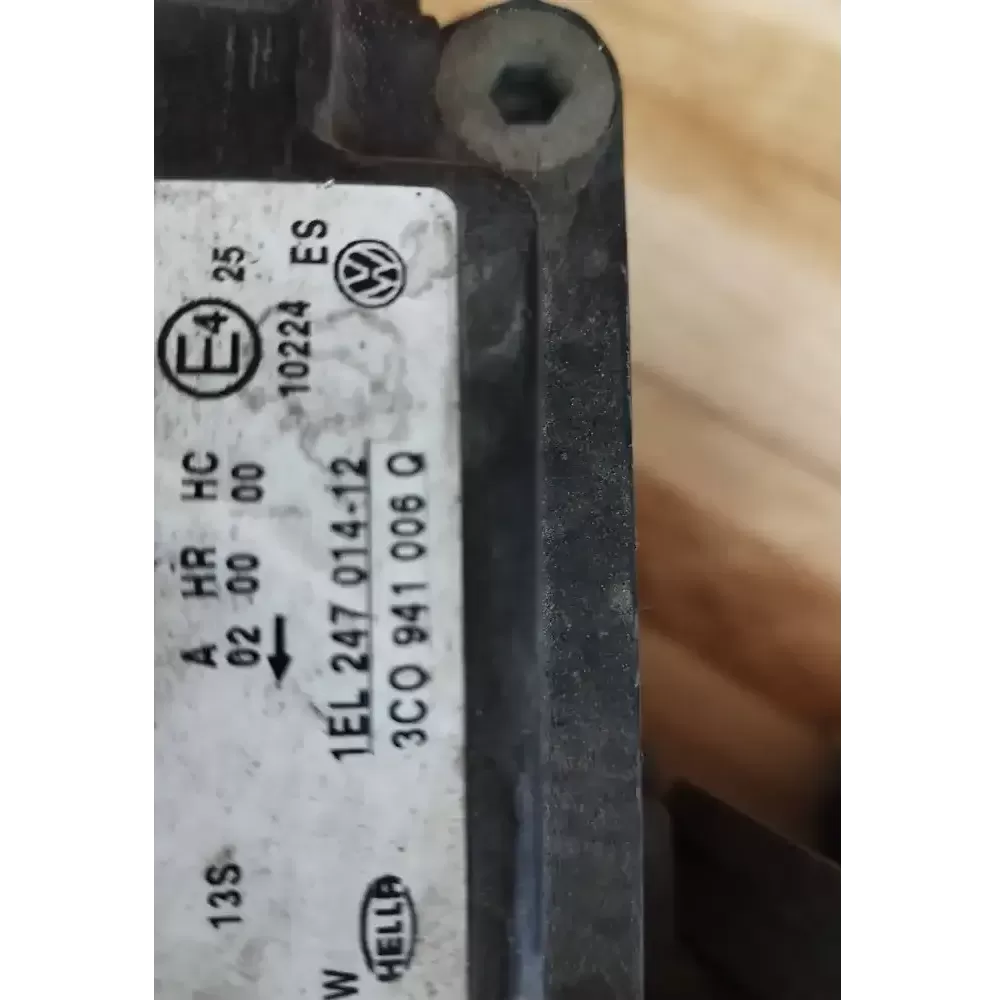 E4
25
10224
ES
A HR HC
02 00 00
1EL 247 014-12
3C0 941 006 Q
13S
W
HELLA